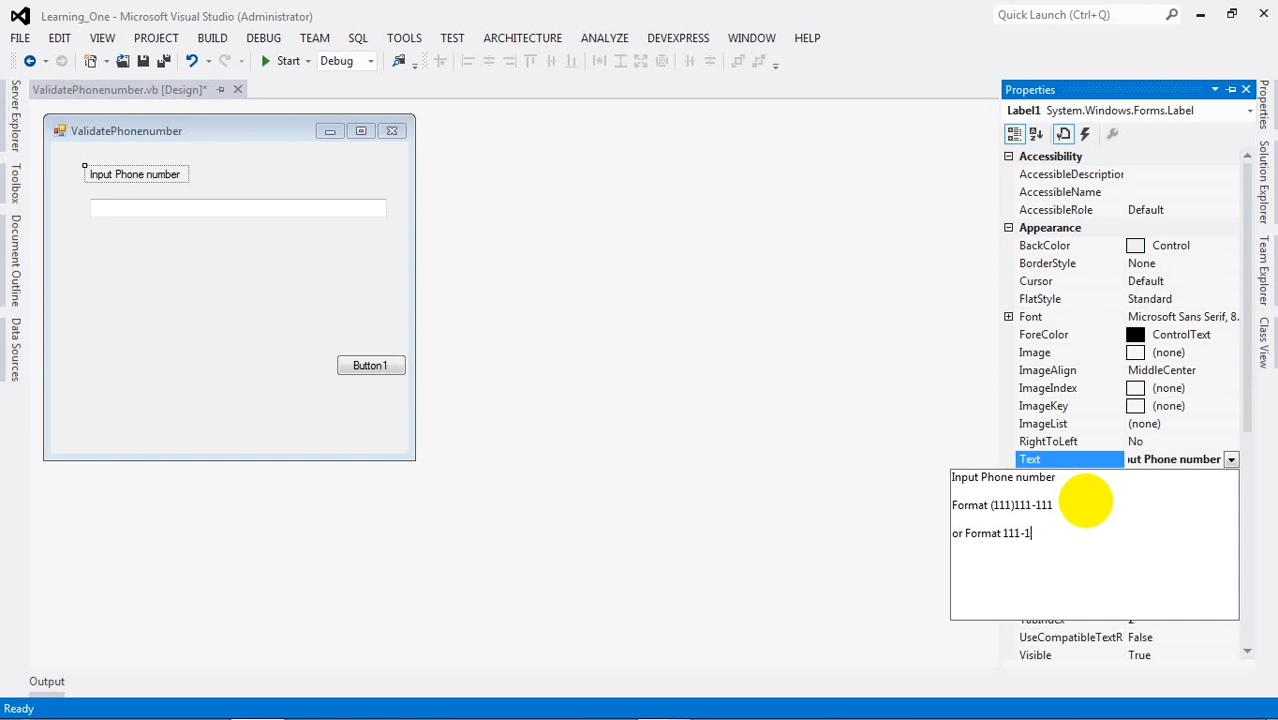 Learning_One - Microsoft Visual Studio (Administrator)
Quick Launch (Ctrl+Q)
FILE EDIT VIEW PROJECT BUILD DEBUG TEAM SQL TOOLS TEST ARCHITECTURE ANALYZE DEVEXPRESS WINDOW HELP
Start Debug
ValidatePhonenumber.vb [Design]*
Server Explorer
Toolbox
Document Outline
Data Sources
ValidatePhonenumber
Input Phone number
Button1
Properties
Label1 System.Windows.Forms.Label
Accessibility
AccessibleDescription
AccessibleName
AccessibleRole Default
Appearance
BackColor Control
BorderStyle None
Cursor Default
FlatStyle Standard
Font Microsoft Sans Serif, 8.
ForeColor ControlText
Image (none)
ImageAlign MiddleCenter
ImageIndex (none)
ImageKey (none)
ImageList (none)
RightToLeft No
Text ut Phone number
Input Phone number
Format (111)111-111
or Format 111-1
UseCompatibleTextR False
Visible True
Properties
Solution Explorer
Team Explorer
Class View
Output
Ready